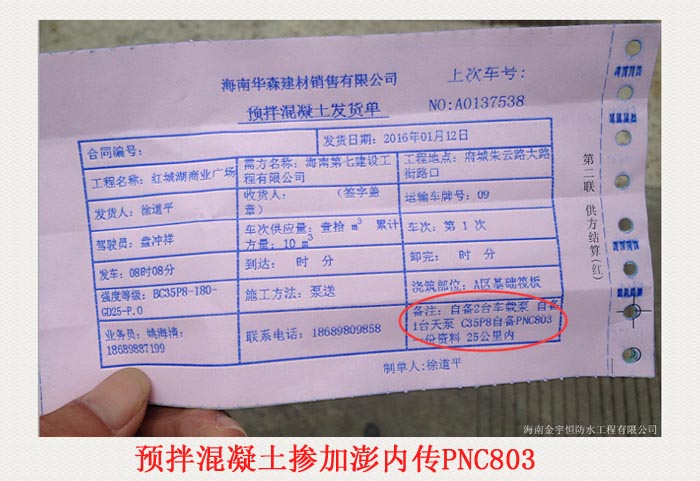 海南华森建材销售有限公司
上次车号:
预拌混凝土发货单
NO:A0137538
合同编号:
发货日期: 2016年01月12日
工程名称: 红城湖商业广场
需方名称: 海南第七建设工
程有限公司
工程地点: 府城朱云路大路
街路口
发货人: 徐道平
收货人: (签字盖
章)
运输车牌号: 09
驾驶员: 盘冲祥
车次供应量: 壹拾 m³ 累计
方量: 10 m³
车次: 第 1 次
发车: 08时08分
到达: 时 分
卸完: 时 分
强度等级: BC35P8-180-
GD25-P.O
施工方法: 泵送
浇筑部位: A区基础筏板
业务员: 姚海清:
18689887199
联系电话: 18689809858
备注: 自备2台车载泵 自备
1台天泵 C35P8自备PNC803
一份资料 25公里内
制单人: 徐道平
第二联 供方结算(红)
海南金宇恒防水工程有限公司
预拌混凝土掺加澎内传PNC803